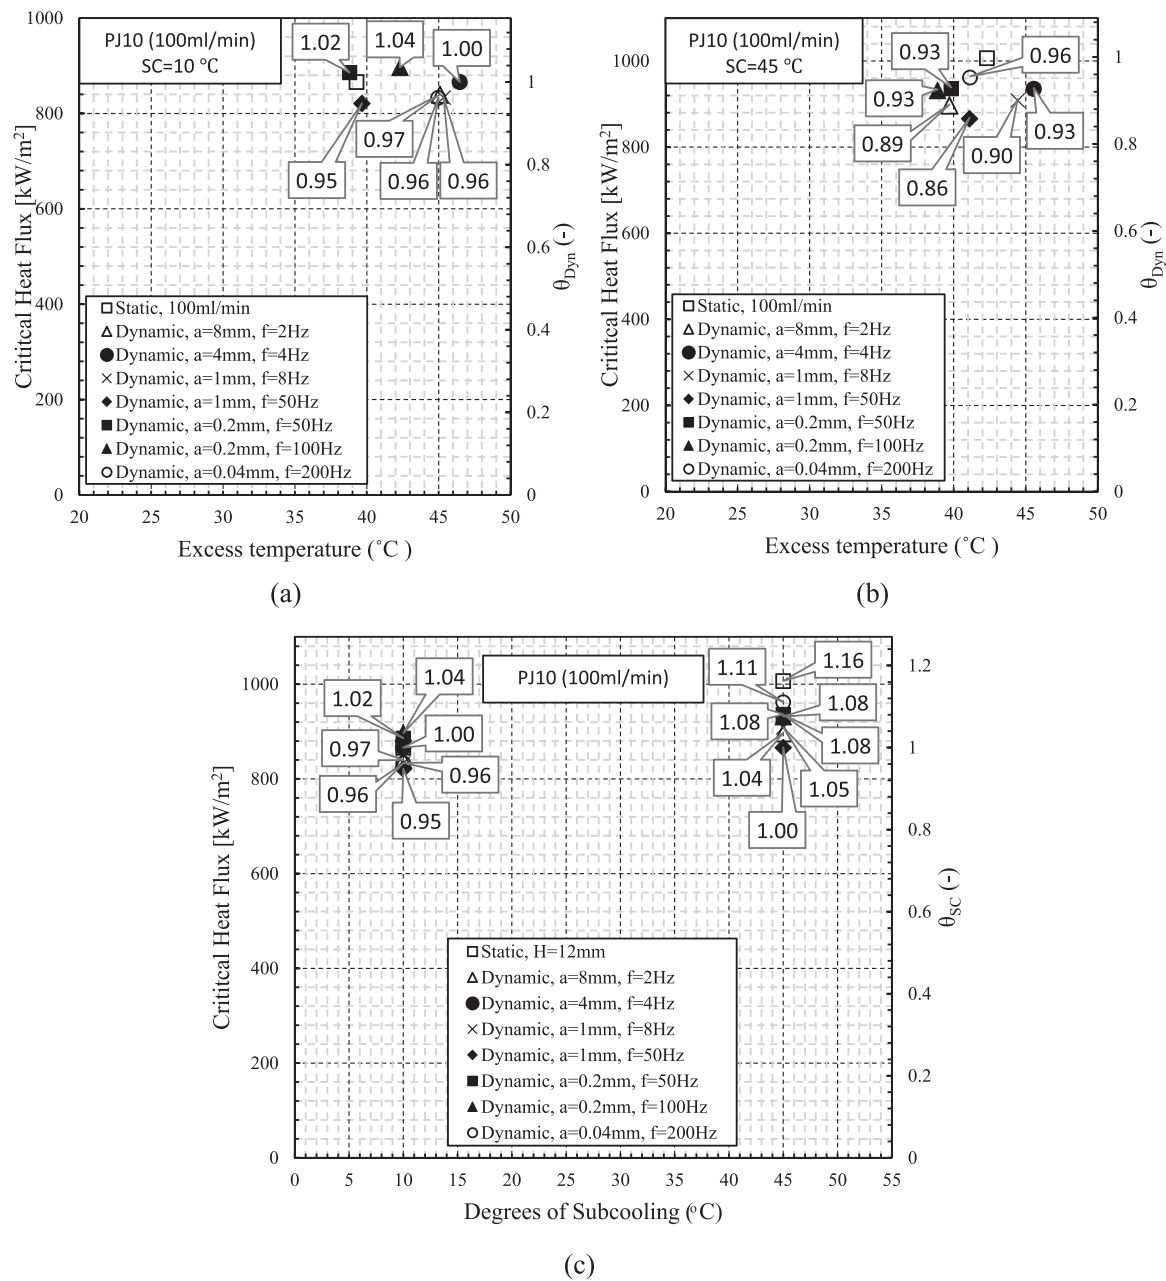 PJ10 (100ml/min)
SC=10 ℃
1.02
1.04
1.00
0.97
0.95
0.96
0.96
1000
800
600
400
200
0
1
0.8
0.6
0.4
0.2
0
Crititcal Heat Flux [kW/m²]
θDyn (-)
Static, 100ml/min
Dynamic, a=8mm, f=2Hz
Dynamic, a=4mm, f=4Hz
Dynamic, a=1mm, f=8Hz
Dynamic, a=1mm, f=50Hz
Dynamic, a=0.2mm, f=50Hz
Dynamic, a=0.2mm, f=100Hz
Dynamic, a=0.04mm, f=200Hz
20 25 30 35 40 45 50
Excess temperature (˚C )
(a)
PJ10 (100ml/min)
SC=45 ℃
0.93
0.96
0.93
0.89
0.90
0.93
0.86
1000
800
600
400
200
0
1
0.8
0.6
0.4
0.2
0
Crititcal Heat Flux [kW/m²]
θDyn (-)
Static, 100ml/min
Dynamic, a=8mm, f=2Hz
Dynamic, a=4mm, f=4Hz
Dynamic, a=1mm, f=8Hz
Dynamic, a=1mm, f=50Hz
Dynamic, a=0.2mm, f=50Hz
Dynamic, a=0.2mm, f=100Hz
Dynamic, a=0.04mm, f=200Hz
20 25 30 35 40 45 50
Excess temperature (˚C )
(b)
PJ10 (100ml/min)
1.04
1.02
1.00
0.97
0.96
0.96
0.95
1.11
1.16
1.08
1.08
1.08
1.04
1.05
1.00
1000
800
600
400
200
0
1.2
1
0.8
0.6
0.4
0.2
0
Crititcal Heat Flux [kW/m²]
θSC (-)
Static, H=12mm
Dynamic, a=8mm, f=2Hz
Dynamic, a=4mm, f=4Hz
Dynamic, a=1mm, f=8Hz
Dynamic, a=1mm, f=50Hz
Dynamic, a=0.2mm, f=50Hz
Dynamic, a=0.2mm, f=100Hz
Dynamic, a=0.04mm, f=200Hz
0 5 10 15 20 25 30 35 40 45 50 55
Degrees of Subcooling (ºC)
(c)